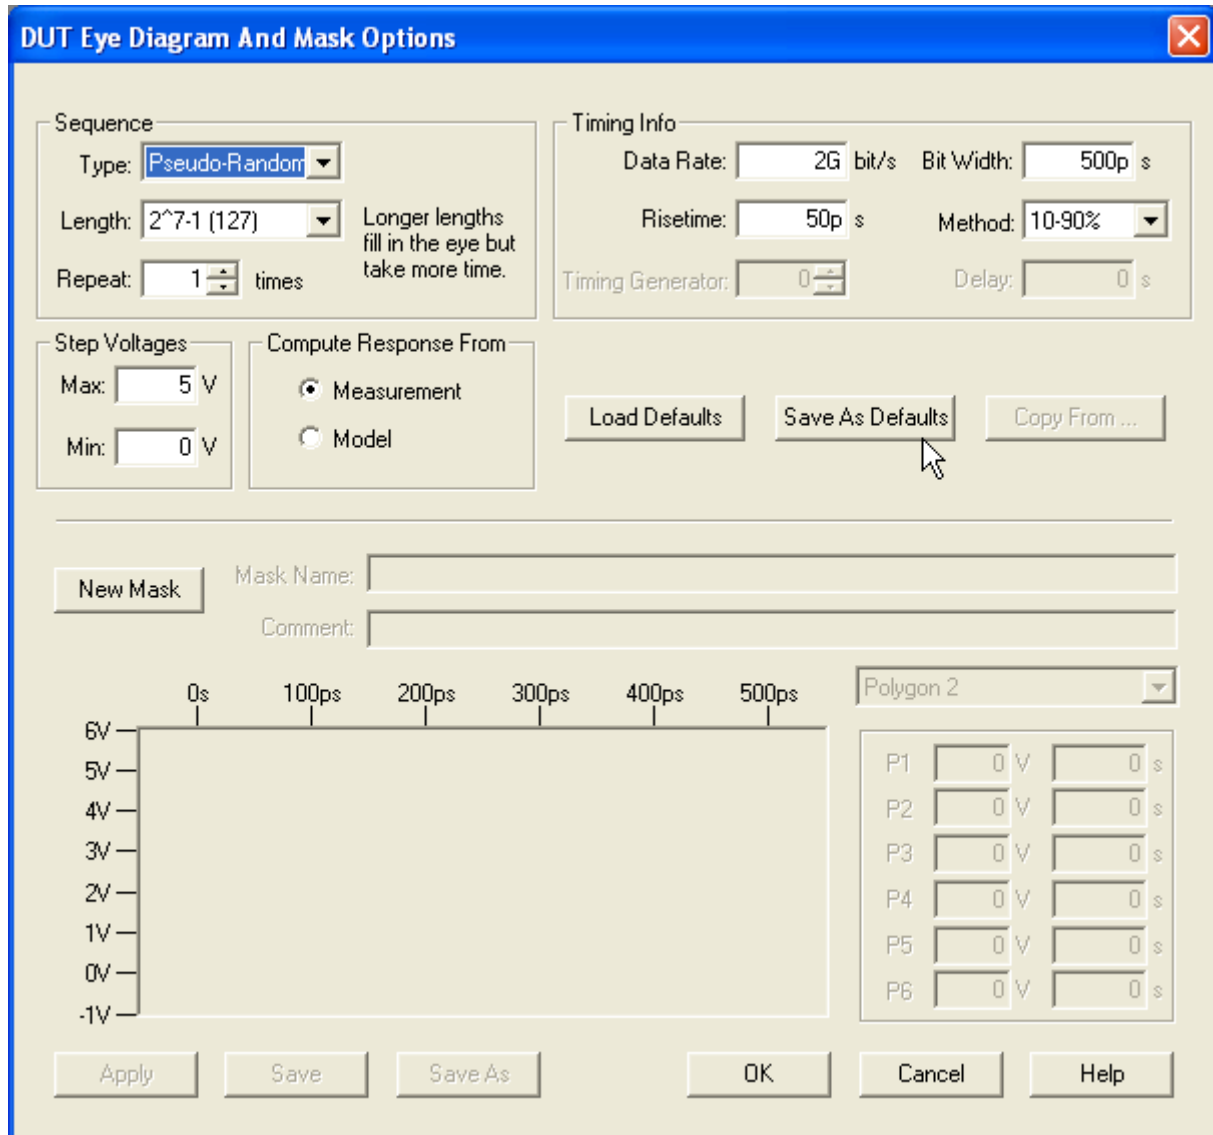 DUT Eye Diagram And Mask Options
Sequence
Type: Pseudo-Random
Length: 2^7-1 (127)
Longer lengths
fill in the eye but
take more time.
Repeat: 1 times
Timing Info
Data Rate: 2G bit/s Bit Width: 500p s
Risetime: 50p s Method: 10-90%
Timing Generator: 0 Delay: 0 s
Step Voltages
Max: 5 V
Min: 0 V
Compute Response From
Measurement
Model
Load Defaults Save As Defaults Copy From ...
New Mask
Mask Name:
Comment:
0s 100ps 200ps 300ps 400ps 500ps
6V
5V
4V
3V
2V
1V
0V
-1V
Polygon 2
P1 0 V 0 s
P2 0 V 0 s
P3 0 V 0 s
P4 0 V 0 s
P5 0 V 0 s
P6 0 V 0 s
Apply Save Save As OK Cancel Help